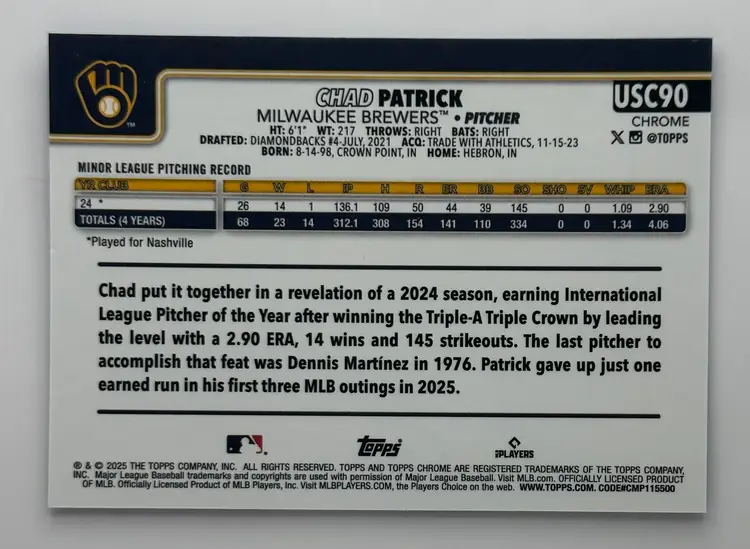 CHAD PATRICK
USC90
MILWAUKEE BREWERS™ • PITCHER
CHROME
HT: 6'1" WT: 217 THROWS: RIGHT BATS: RIGHT
@TOPPS
DRAFTED: DIAMONDBACKS #4-JULY, 2021 ACQ: TRADE WITH ATHLETICS, 11-15-23
BORN: 8-14-98, CROWN POINT, IN HOME: HEBRON, IN
MINOR LEAGUE PITCHING RECORD
YR CLUB G W L IP H R ER BB SO SHO SV WHIP ERA
24 * 26 14 1 136.1 109 50 44 39 145 0 0 1.09 2.90
TOTALS (4 YEARS) 68 23 14 312.1 308 154 141 110 334 0 0 1.34 4.06
*Played for Nashville
Chad put it together in a revelation of a 2024 season, earning International
League Pitcher of the Year after winning the Triple-A Triple Crown by leading
the level with a 2.90 ERA, 14 wins and 145 strikeouts. The last pitcher to
accomplish that feat was Dennis Martínez in 1976. Patrick gave up just one
earned run in his first three MLB outings in 2025.
topps
PLAYERS
® & © 2025 THE TOPPS COMPANY, INC. ALL RIGHTS RESERVED. TOPPS AND TOPPS CHROME ARE REGISTERED TRADEMARKS OF THE TOPPS COMPANY,
INC. Major League Baseball trademarks and copyrights are used with permission of Major League Baseball. Visit MLB.com. OFFICIALLY LICENSED PRODUCT
OF MLB. Officially Licensed Product of MLB Players, Inc. Visit MLBPLAYERS.COM, the Players Choice on the web. WWW.TOPPS.COM. CODE#CMP115500